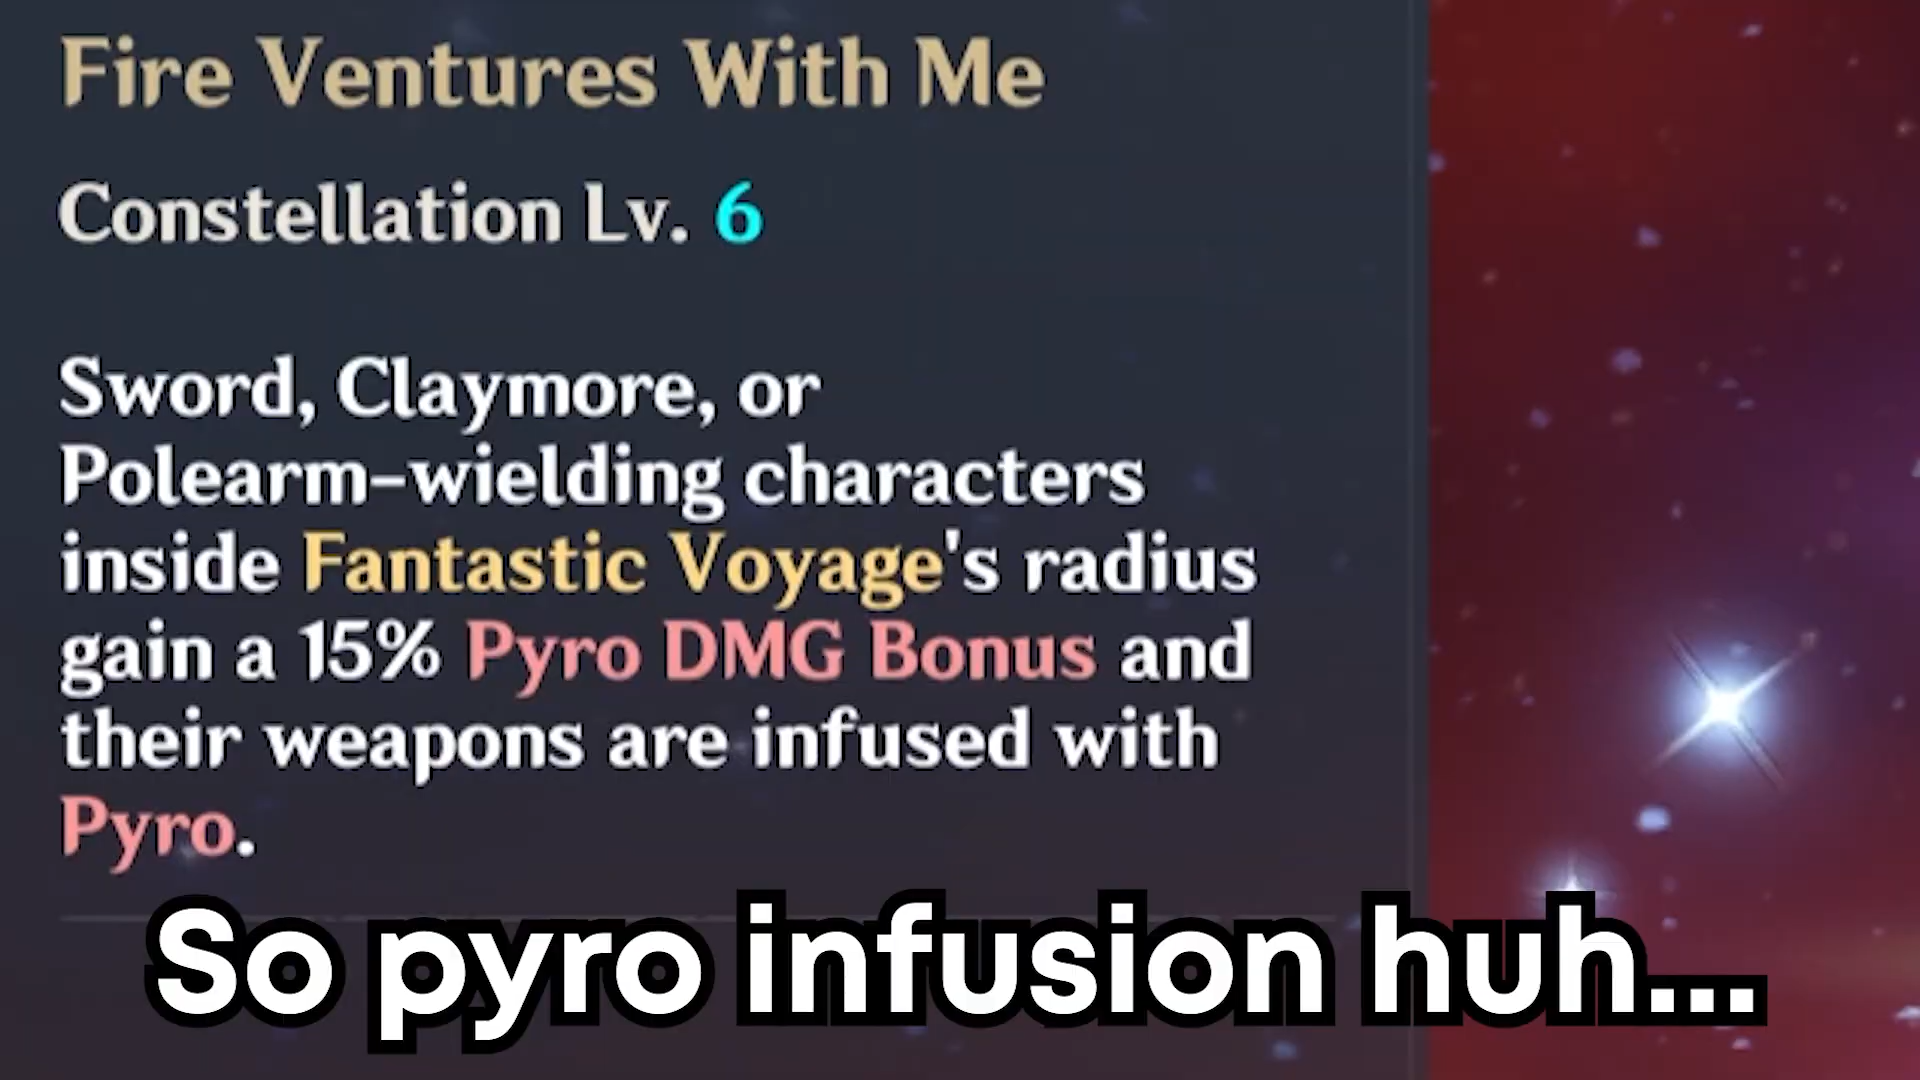 Fire Ventures With Me
Constellation Lv. 6
Sword, Claymore, or
Polearm-wielding characters
inside Fantastic Voyage's radius
gain a 15% Pyro DMG Bonus and
their weapons are infused with
Pyro.
So pyro infusion huh...